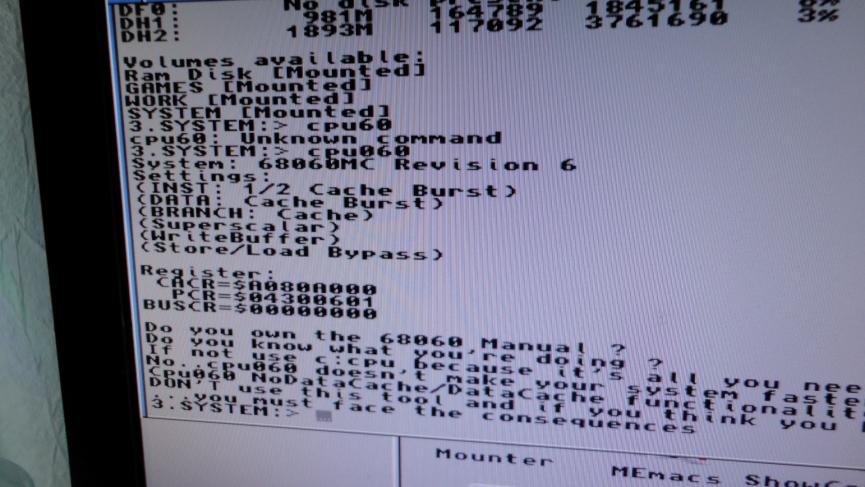 DF0: No disk
DH1: 981M 164789 1845161 8%
DH2: 1893M 117092 3761690 3%
Volumes available:
Ram Disk [Mounted]
GAMES [Mounted]
WORK [Mounted]
SYSTEM [Mounted]
3.SYSTEM:> cpu60
cpu60: Unknown command
3.SYSTEM:> cpu060
System: 68060MC Revision 6
Settings:
(INST: 1/2 Cache Burst)
(DATA: Cache Burst)
(BRANCH: Cache)
(Superscalar)
(WriteBuffer)
(Store/Load Bypass)
Register:
CACR=$A080A000
PCR=$04300601
BUSCR=$00000000
Do you own the 68060 Manual ?
Do you know what you're doing ?
If not use c:cpu, because it's all you nee
No...cpu060 doesn't make your system faste
Cpu060 NoDataCache/DataCache functionalit
DON'T use this tool and if you think you
...you must face the consequences
3.SYSTEM:>
Mounter
MEmacs ShowC